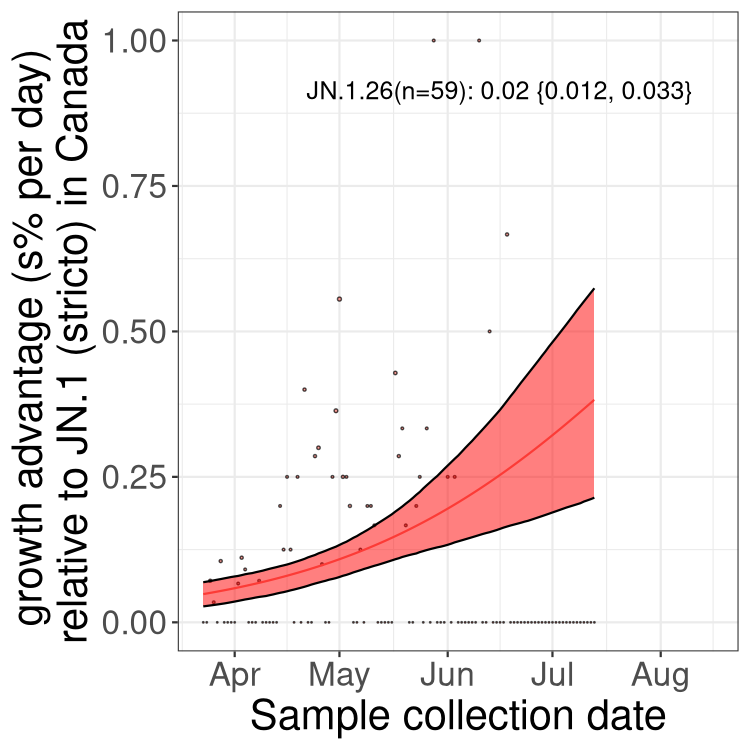 growth advantage (s% per day)
relative to JN.1 (stricto) in Canada
1.00
0.75
0.50
0.25
0.00
JN.1.26(n=59): 0.02 {0.012, 0.033}
Apr May Jun Jul Aug
Sample collection date